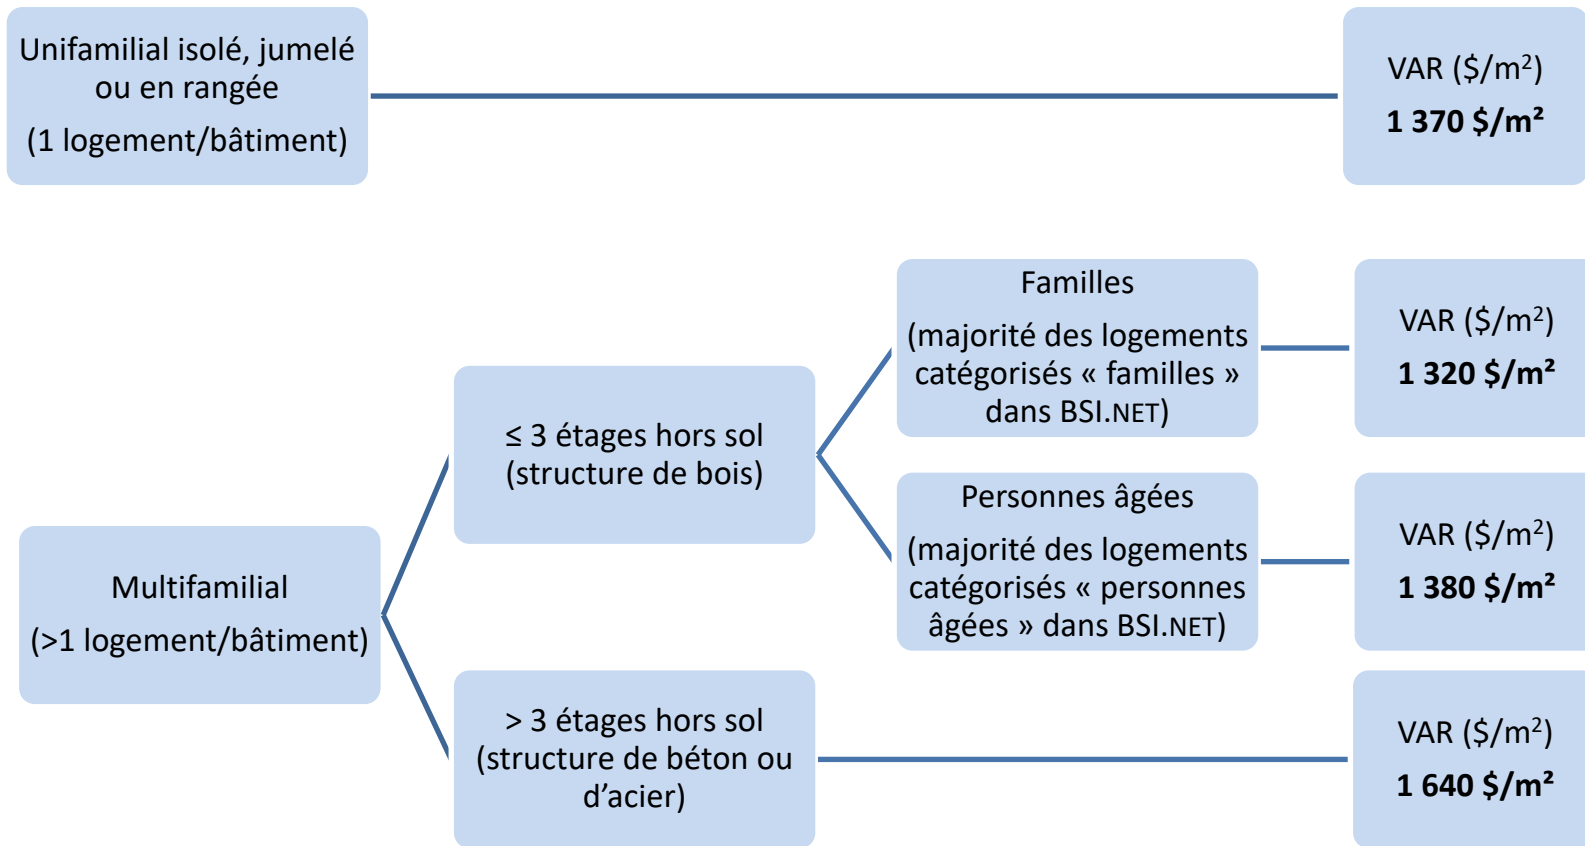 Unifamilial isolé, jumelé
ou en rangée
(1 logement/bâtiment)
VAR ($/m²)
1 370 $/m²
Multifamilial
(>1 logement/bâtiment)
≤ 3 étages hors sol
(structure de bois)
Familles
(majorité des logements
catégorisés « familles »
dans BSI.NET)
VAR ($/m²)
1 320 $/m²
Personnes âgées
(majorité des logements
catégorisés « personnes
âgées » dans BSI.NET)
VAR ($/m²)
1 380 $/m²
> 3 étages hors sol
(structure de béton ou
d’acier)
VAR ($/m²)
1 640 $/m²